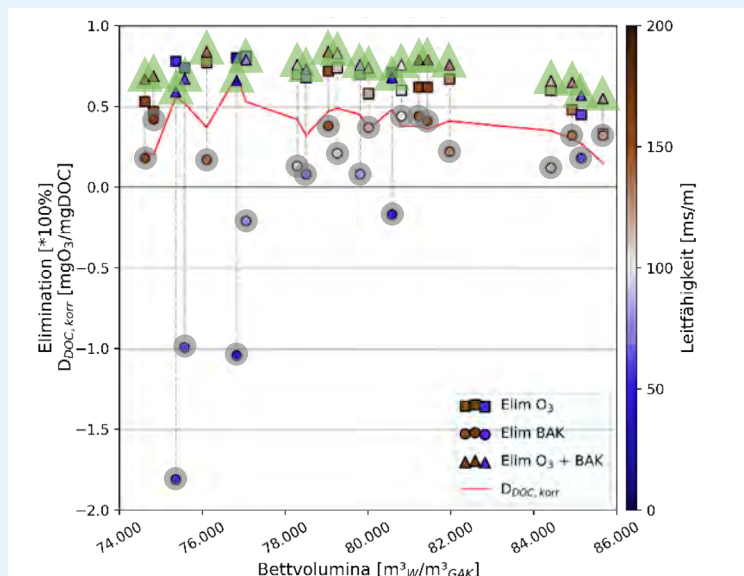 1.0
0.5
0.0
−0.5
−1.0
−1.5
−2.0
Elimination [*100%]
D_DOC,korr [mgO₃/mgDOC]
74.000
76.000
78.000
80.000
82.000
84.000
86.000
Bettvolumina [m³_W/m³_GAK]
Elim O₃
Elim BAK
Elim O₃ + BAK
D_DOC,korr
200
150
100
50
0
Leitfähigkeit [ms/m]